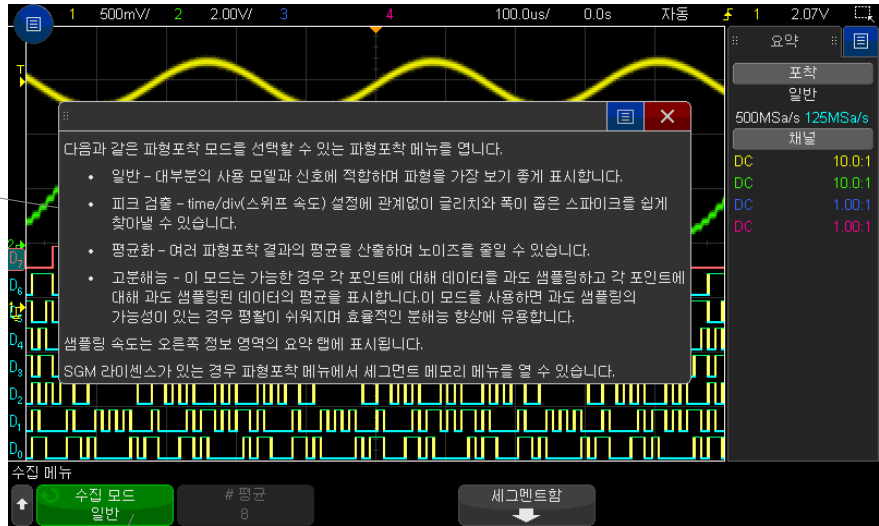 1 500mV/ 2 2.00V/ 3 4 100.0us/ 0.0s 자동 1 2.07V
요약
포착
일반
500MSa/s 125MSa/s
채널
DC 10.0:1
DC 10.0:1
DC 1.00:1
DC 1.00:1
T
다음과 같은 파형포착 모드를 선택할 수 있는 파형포착 메뉴를 엽니다.
• 일반 – 대부분의 사용 모델과 신호에 적합하며 파형을 가장 보기 좋게 표시합니다.
• 피크 검출 – time/div(스위프 속도) 설정에 관계없이 글리치와 폭이 좁은 스파이크를 쉽게
찾아낼 수 있습니다.
• 평균화 – 여러 파형포착 결과의 평균을 산출하여 노이즈를 줄일 수 있습니다.
• 고분해능 – 이 모드는 가능한 경우 각 포인트에 대해 데이터를 과도 샘플링하고 각 포인트에
대해 과도 샘플링된 데이터의 평균을 표시합니다.이 모드를 사용하면 과도 샘플링의
가능성이 있는 경우 평활이 쉬워지며 효율적인 분해능 향상에 유용합니다.
샘플링 속도는 오른쪽 정보 영역의 요약 탭에 표시됩니다.
SGM 라이센스가 있는 경우 파형포착 메뉴에서 세그먼트 메모리 메뉴를 열 수 있습니다.
2
D7
D6
D4
D3
D2
D1
D0
수집 메뉴
수집 모드
일반
# 평균
8
세그멘트함